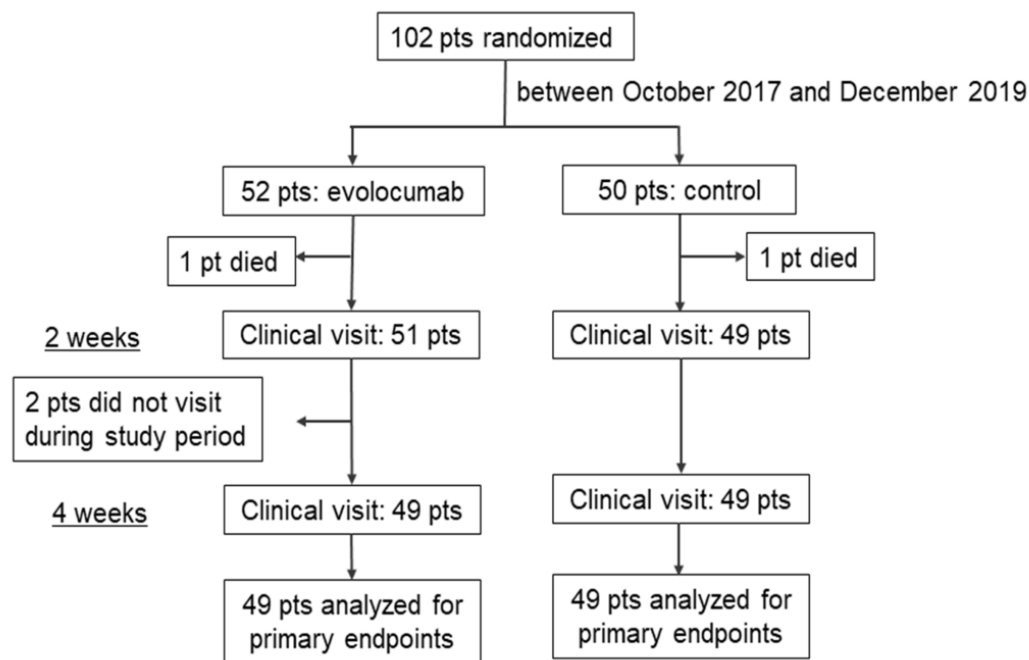 102 pts randomized
between October 2017 and December 2019
52 pts: evolocumab
50 pts: control
1 pt died
1 pt died
2 weeks
Clinical visit: 51 pts
Clinical visit: 49 pts
2 pts did not visit
during study period
4 weeks
Clinical visit: 49 pts
Clinical visit: 49 pts
49 pts analyzed for
primary endpoints
49 pts analyzed for
primary endpoints